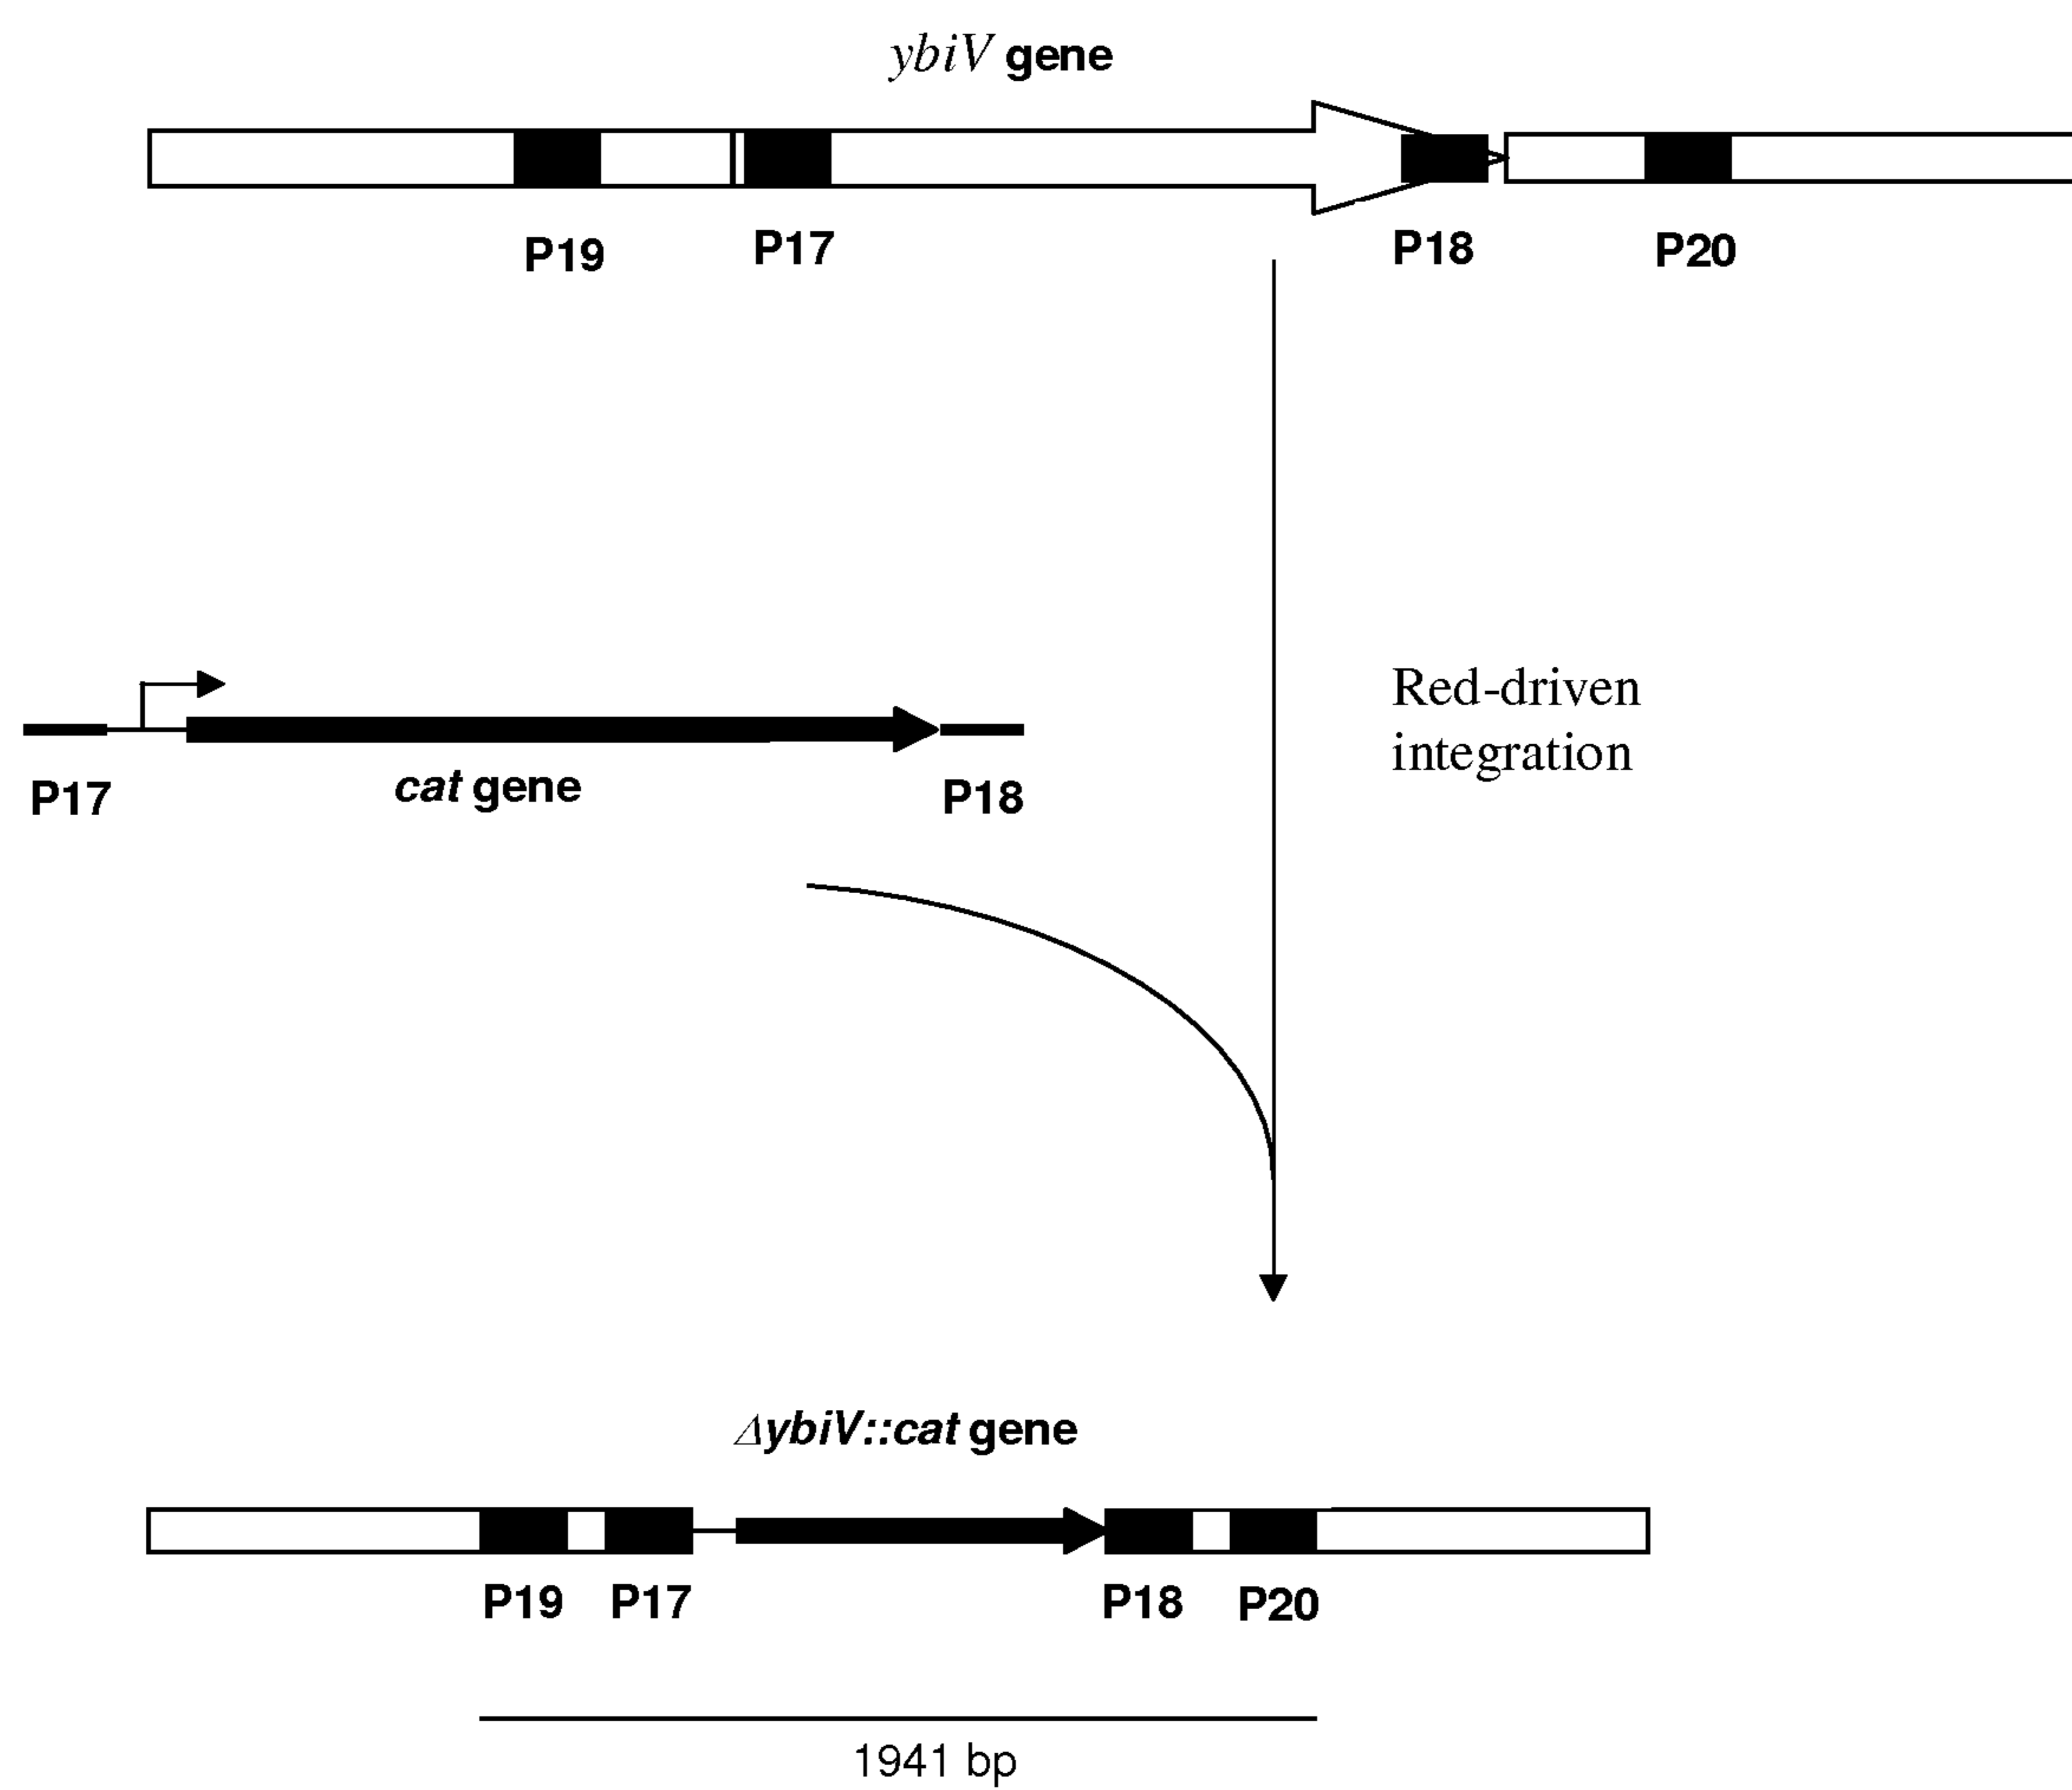 ybiV gene
P19 P17 P18 P20
Red-driven
integration
P17 cat gene P18
ΔybiV::cat gene
P19 P17 P18 P20
1941 bp